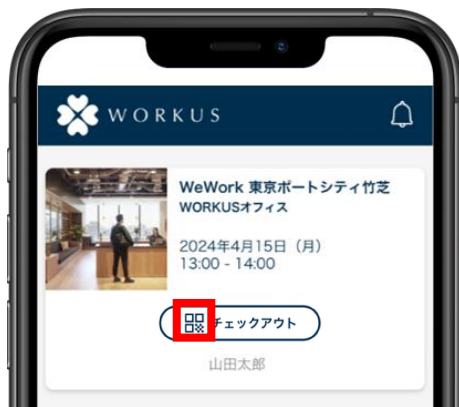 WORKUS
WeWork 東京ポートシティ竹芝
WORKUSオフィス
2024年4月15日（月）
13:00 - 14:00
チェックアウト
山田太郎